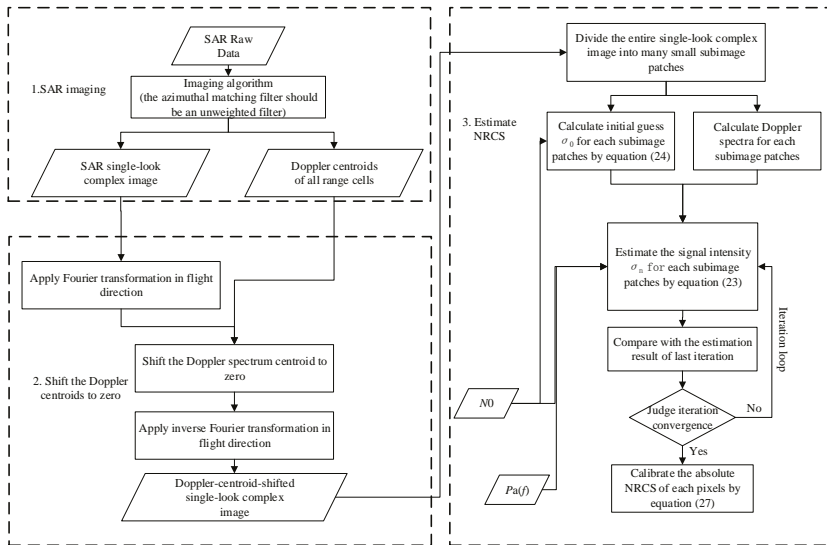 SAR Raw
Data
1.SAR imaging
Imaging algorithm
(the azimuthal matching filter should
be an unweighted filter)
SAR single-look
complex image
Doppler centroids
of all range cells
Apply Fourier transformation in flight
direction
2. Shift the Doppler
centroids to zero
Shift the Doppler spectrum centroid to
zero
Apply inverse Fourier transformation in
flight direction
Doppler-centroid-shifted
single-look complex
image
Divide the entire single-look complex
image into many small subimage
patches
3. Estimate
NRCS
Calculate initial guess
σ0 for each subimage
patches by equation (24)
Calculate Doppler
spectra for each
subimage patches
Estimate the signal intensity
σn for each subimage
patches by equation (23)
Iteration loop
Compare with the estimation
result of last iteration
N0
Judge iteration
convergence
No
Yes
Pa(f)
Calibrate the absolute
NRCS of each pixels by
equation (27)